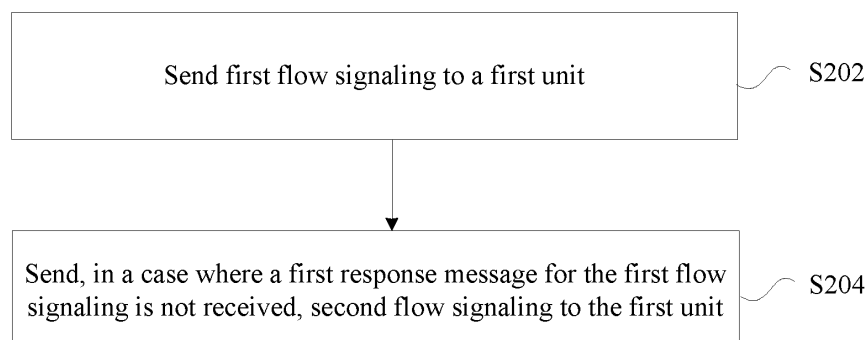 Send first flow signaling to a first unit
S202
Send, in a case where a first response message for the first flow
signaling is not received, second flow signaling to the first unit
S204